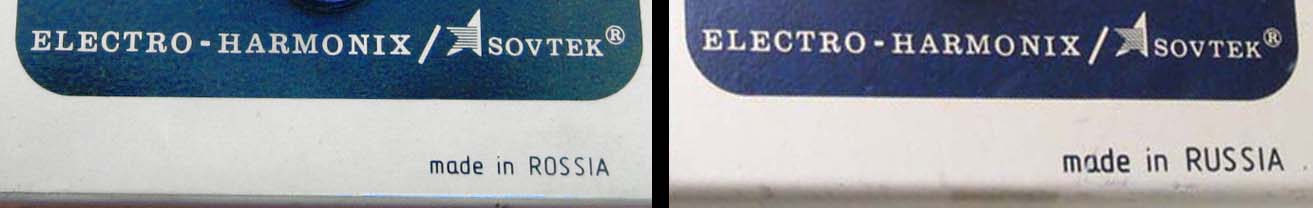 ELECTRO-HARMONIX/SOVTEK®
made in ROSSIA
ELECTRO-HARMONIX/SOVTEK®
made in RUSSIA